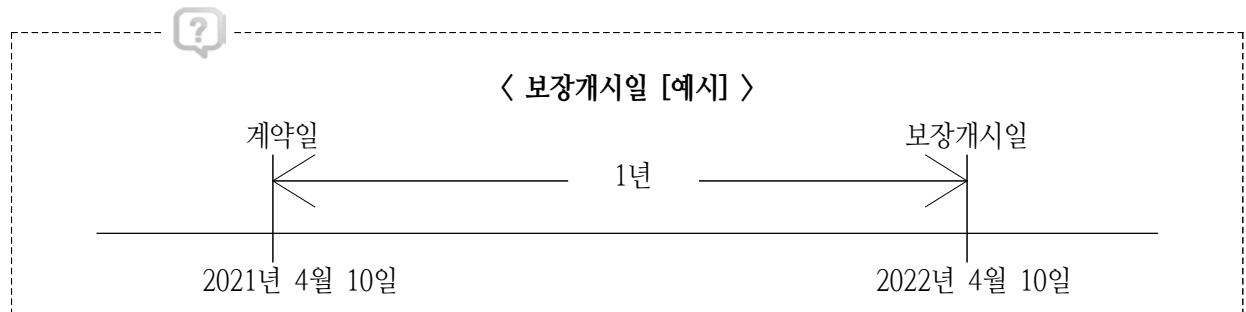 ?
〈 보장개시일 [예시] 〉
계약일 보장개시일
1년
2021년 4월 10일 2022년 4월 10일